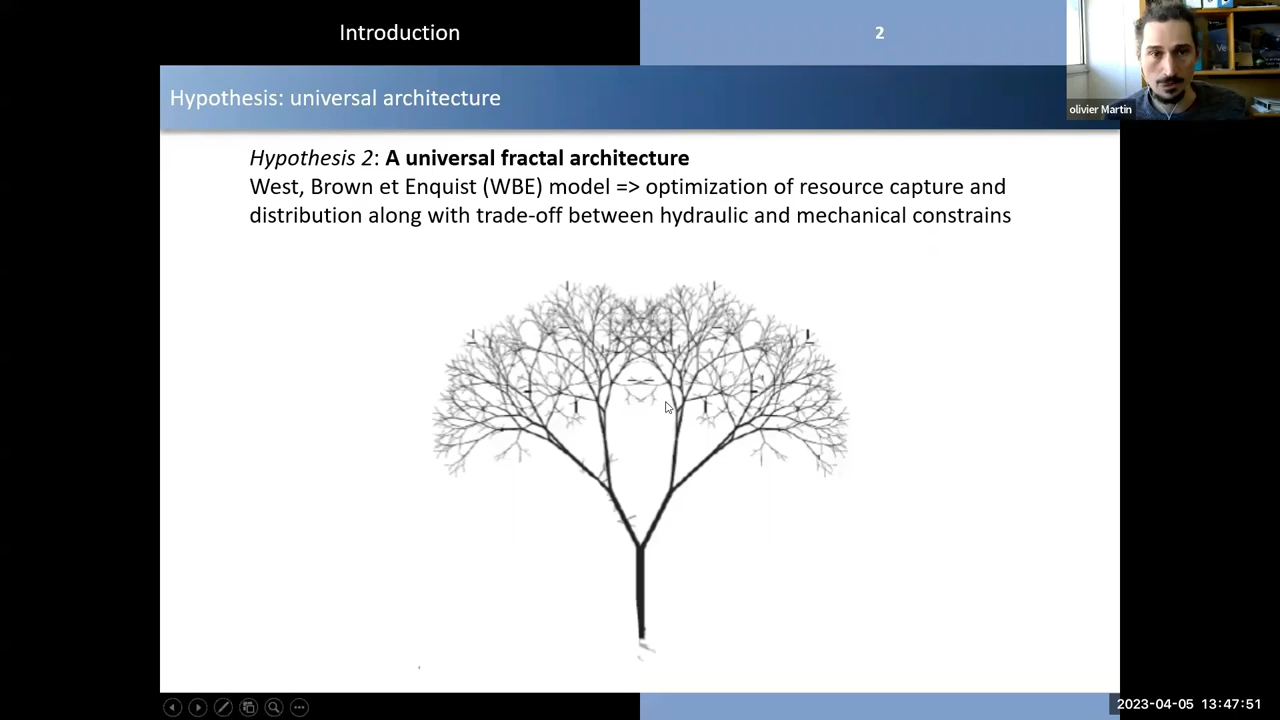 Introduction
2
Hypothesis: universal architecture
olivier Martin
Hypothesis 2: A universal fractal architecture
West, Brown et Enquist (WBE) model => optimization of resource capture and
distribution along with trade-off between hydraulic and mechanical constrains
2023-04-05 13:47:51